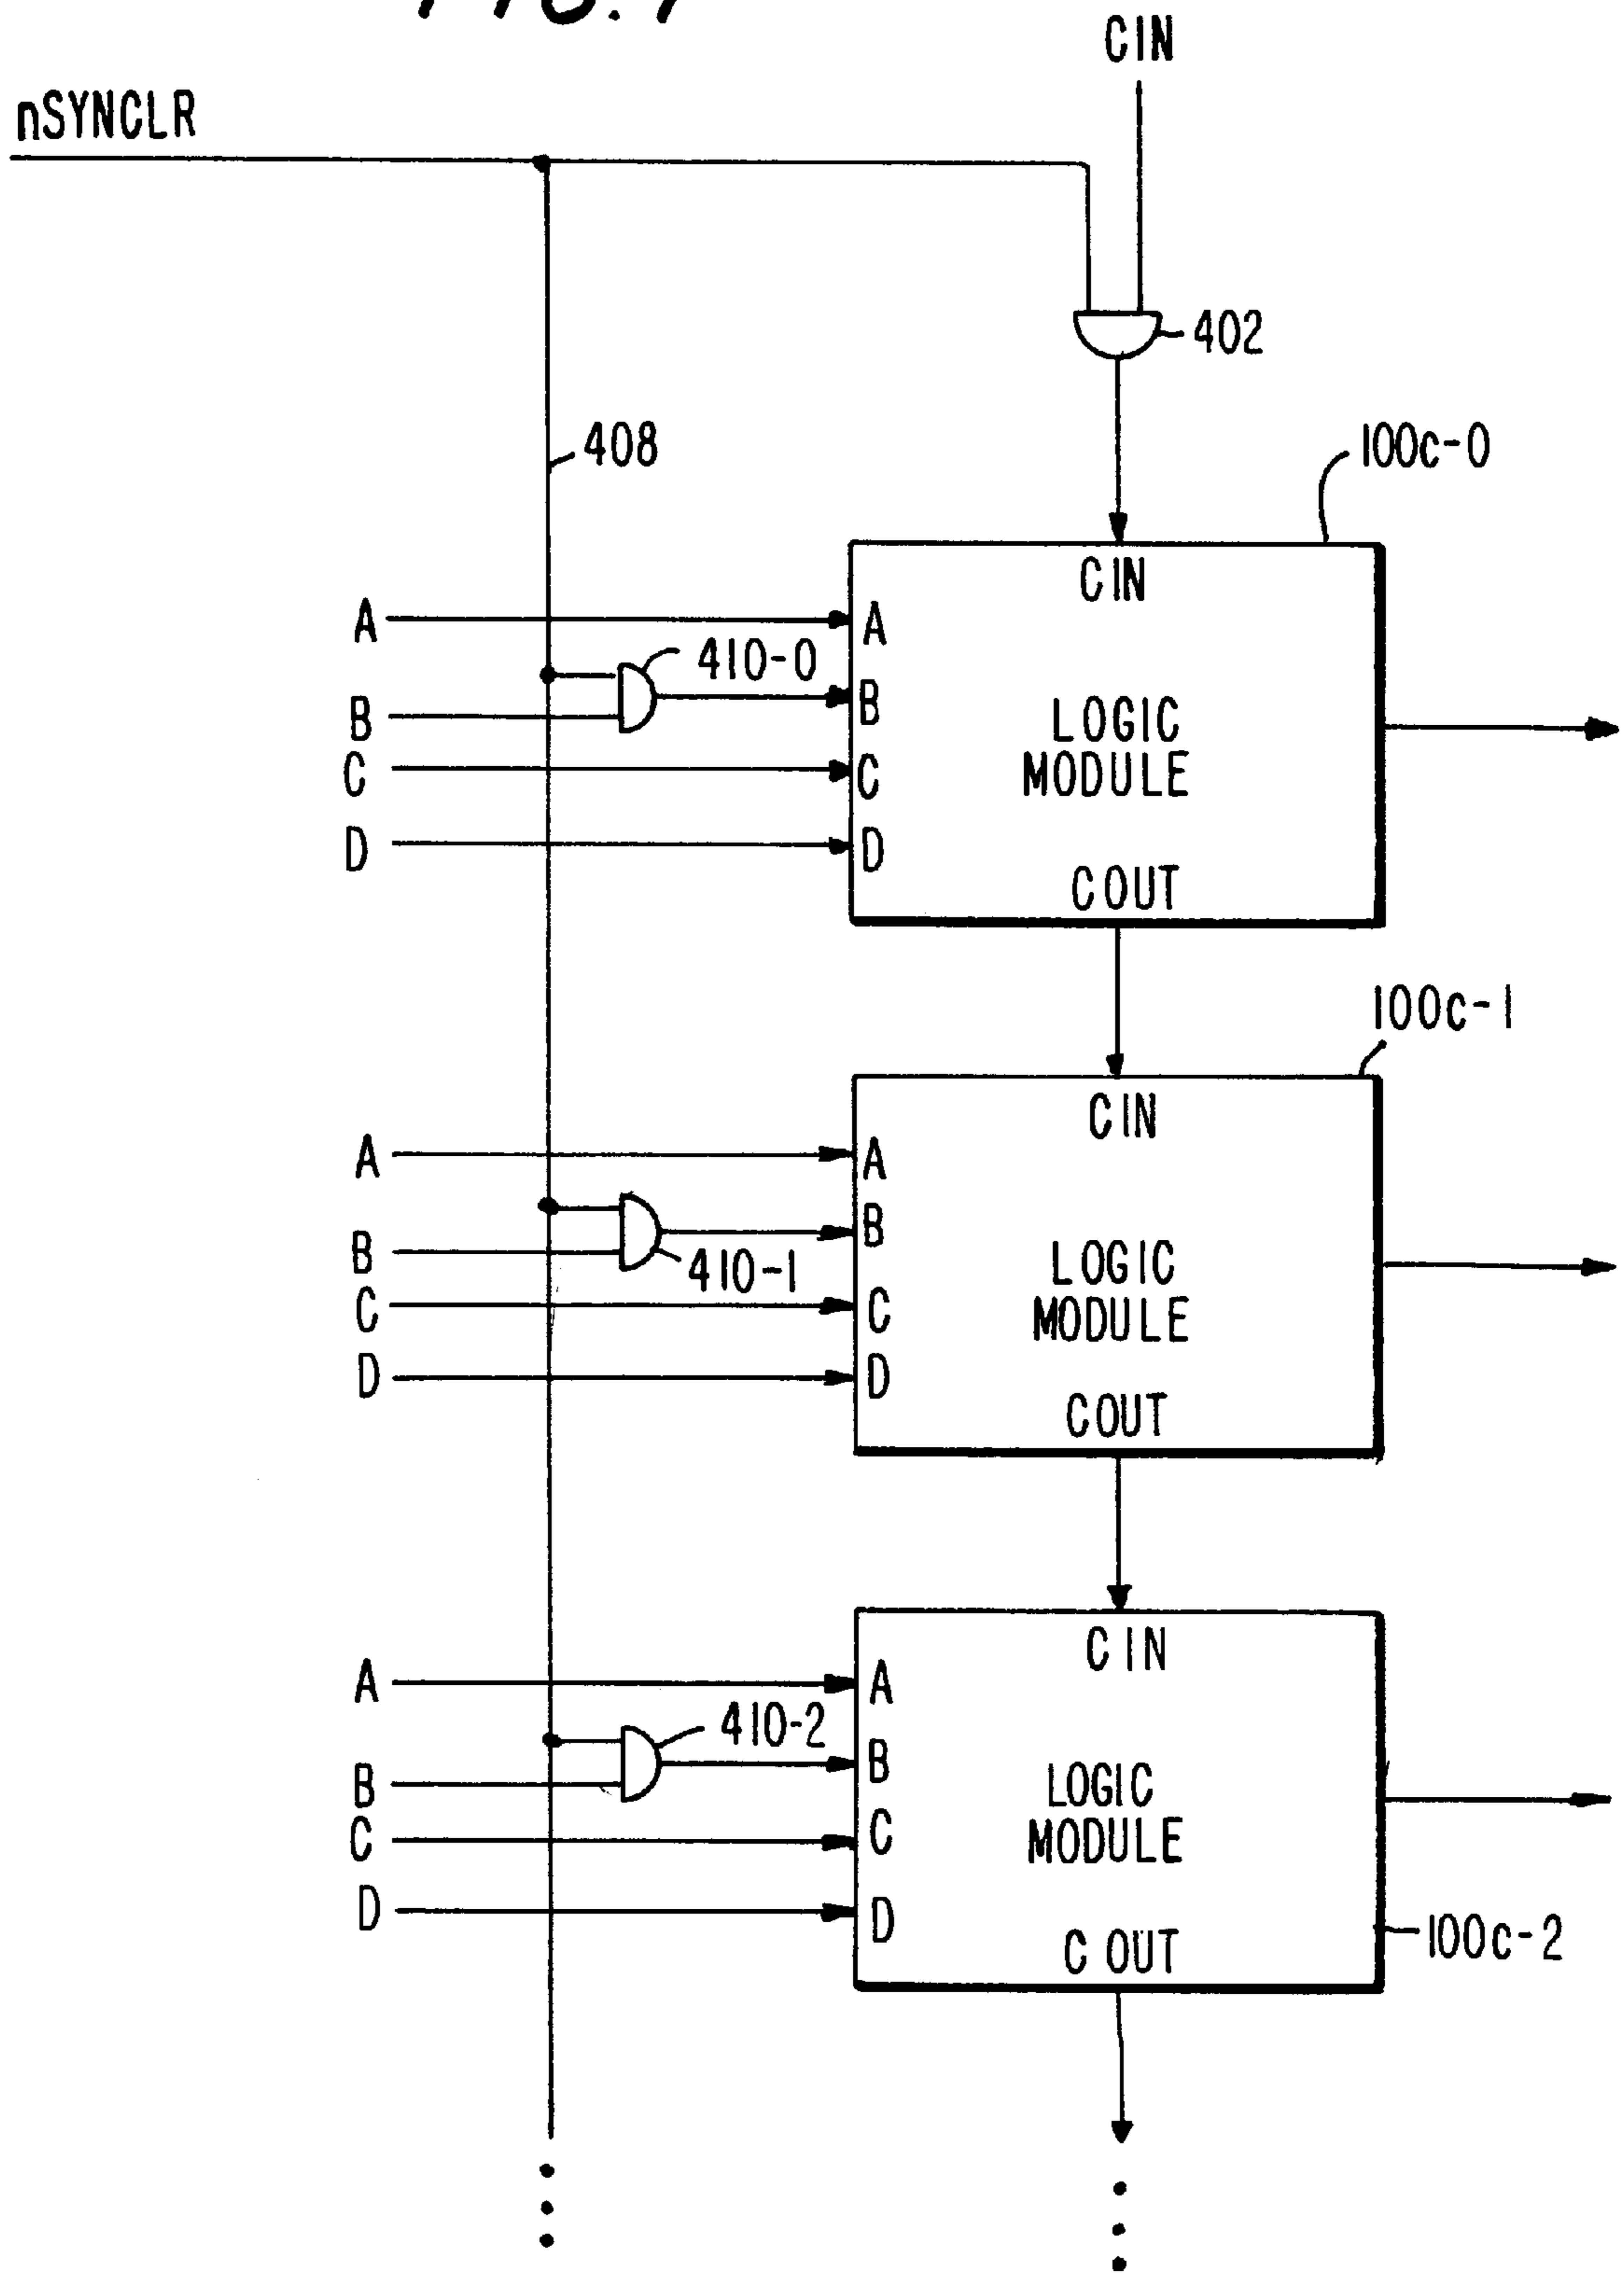 CIN
nSYNCLR
402
408
100c-0
CIN
A A
410-0
B B
LOGIC
MODULE
C C
D D
COUT
100c-1
CIN
A A
B B
410-1
LOGIC
MODULE
C C
D D
COUT
CIN
A A
410-2
B B
LOGIC
MODULE
C C
D D
100c-2
COUT